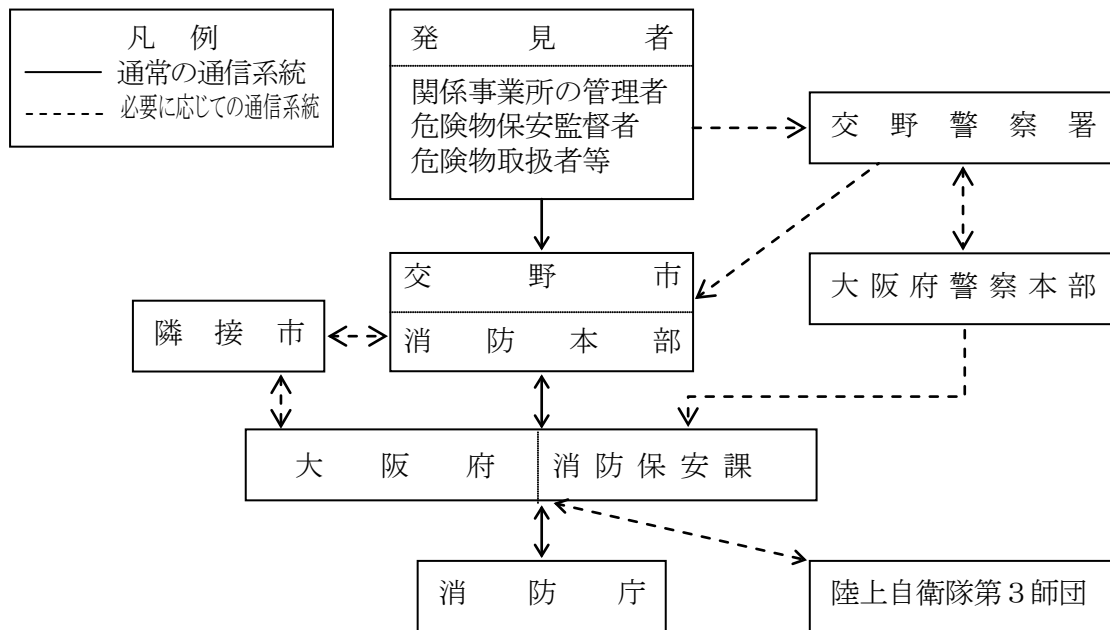 凡例
通常の通信系統
必要に応じての通信系統
発見者
関係事業所の管理者
危険物保安監督者
危険物取扱者等
交野警察署
交野市
消防本部
大阪府警察本部
隣接市
大阪府 消防保安課
消防庁
陸上自衛隊第３師団